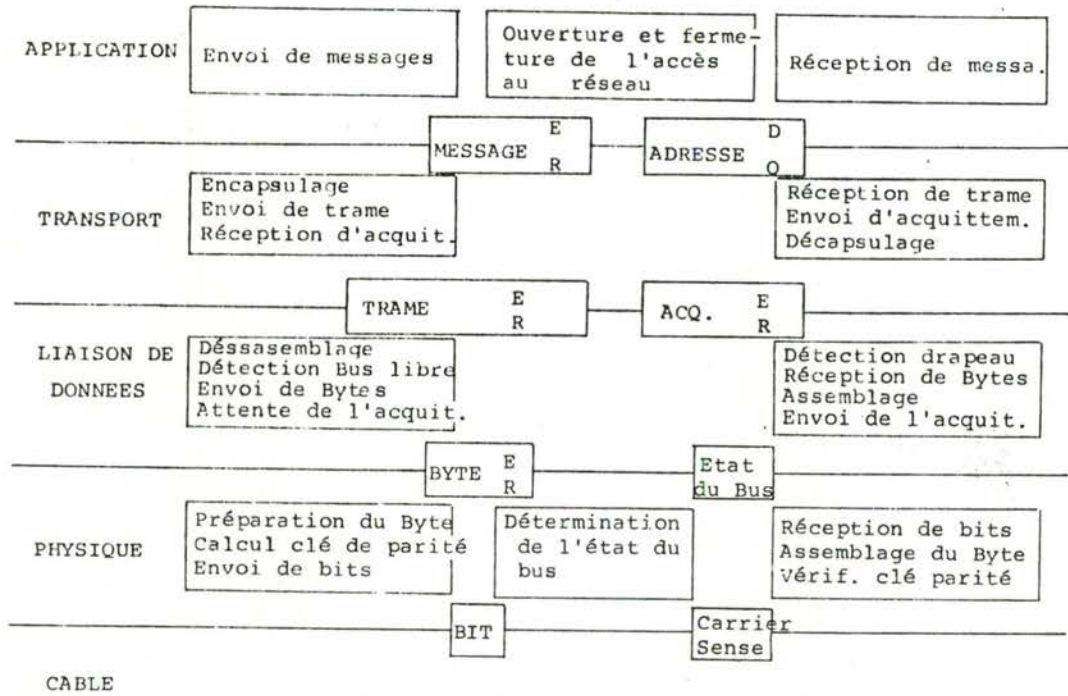 APPLICATION
Envoi de messages
Ouverture et ferme-
ture de l'accès
au réseau
Réception de messa.
MESSAGE
E
R
ADRESSE
D
O
TRANSPORT
Encapsulage
Envoi de trame
Réception d'acquit.
Réception de trame
Envoi d'acquittem.
Décapsulage
TRAME
E
R
ACQ.
E
R
LIAISON DE
DONNEES
Déssasemblage
Détection Bus libre
Envoi de Bytes
Attente de l'acquit.
Détection drapeau
Réception de Bytes
Assemblage
Envoi de l'acquit.
BYTE
E
R
Etat
du Bus
PHYSIQUE
Préparation du Byte
Calcul clé de parité
Envoi de bits
Détermination
de l'état du
bus
Réception de bits
Assemblage du Byte
Vérif. clé parité
BIT
Carrier
Sense
CABLE